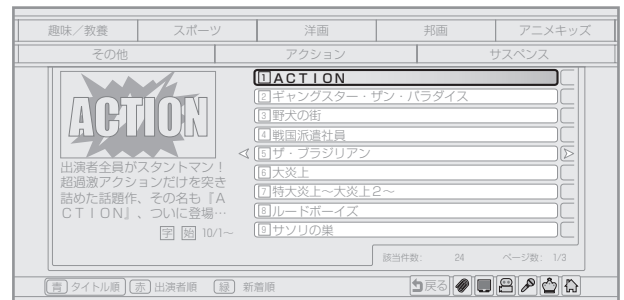 趣味／教養 スポーツ 洋画 邦画 アニメキッズ
その他 アクション サスペンス
ACTION
出演者全員がスタントマン！
超過激アクションだけを突き
詰めた話題作、その名も『A
CTION』、ついに登場…
字 始 10/1～
1 ACTION
2 ギャングスター・ザン・パラダイス
3 野犬の街
4 戦国派遣社員
5 ザ・ブラジリアン
6 大炎上
7 特大炎上～大炎上2～
8 ルードボーイズ
9 サソリの巣
該当件数: 24 ページ数: 1/3
青 タイトル順 赤 出演者順 緑 新着順 戻る